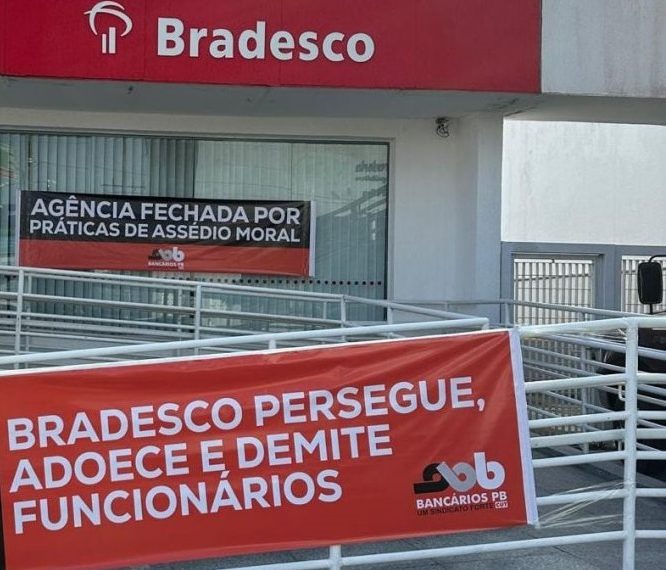 Bradesco
AGÊNCIA FECHADA POR
PRÁTICAS DE ASSÉDIO MORAL
BANCÁRIOS PB
BRADESCO PERSEGUE,
ADOECE E DEMITE
FUNCIONÁRIOS
BANCÁRIOS PB
UM SINDICATO FORTE CUT